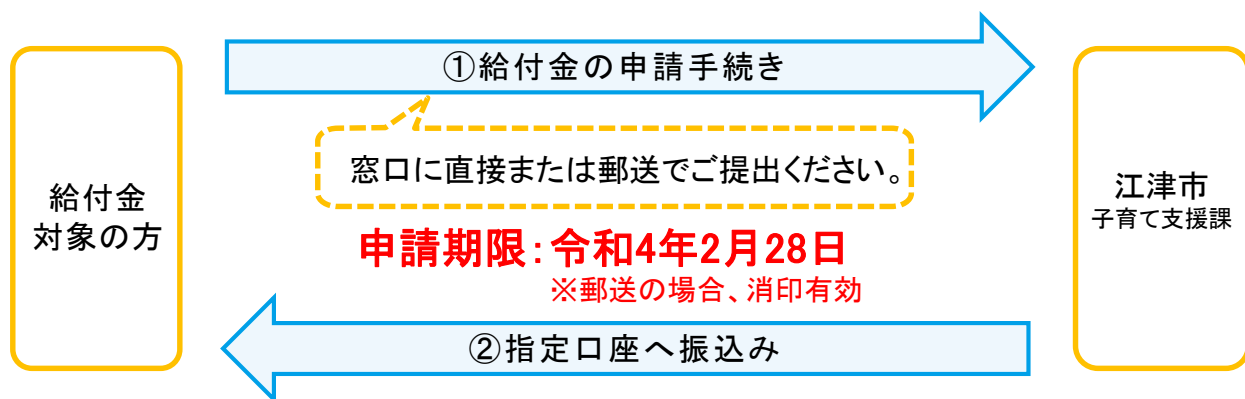 ①給付金の申請手続き
窓口に直接または郵送でご提出ください。
給付金
対象の方
江津市
子育て支援課
申請期限：令和4年2月28日
※郵送の場合、消印有効
②指定口座へ振込み